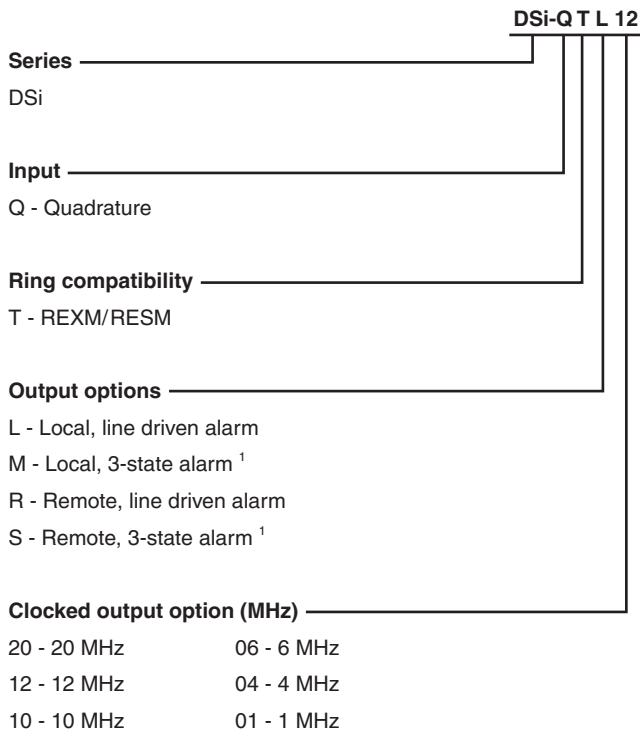 DSi-Q T L 12
Series
DSi
Input
Q - Quadrature
Ring compatibility
T - REXM/RESM
Output options
L - Local, line driven alarm
M - Local, 3-state alarm 1
R - Remote, line driven alarm
S - Remote, 3-state alarm 1
Clocked output option (MHz)
20 - 20 MHz 06 - 6 MHz
12 - 12 MHz 04 - 4 MHz
10 - 10 MHz 01 - 1 MHz